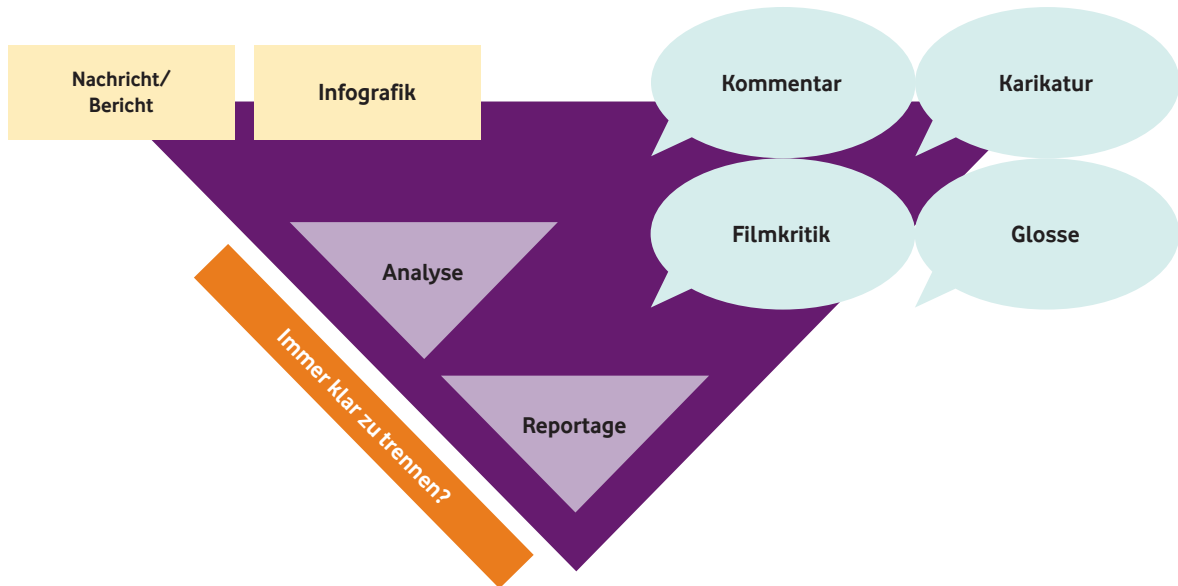 Nachricht/
Bericht
Infografik
Kommentar
Karikatur
Filmkritik
Glosse
Analyse
Reportage
Immer klar zu trennen?